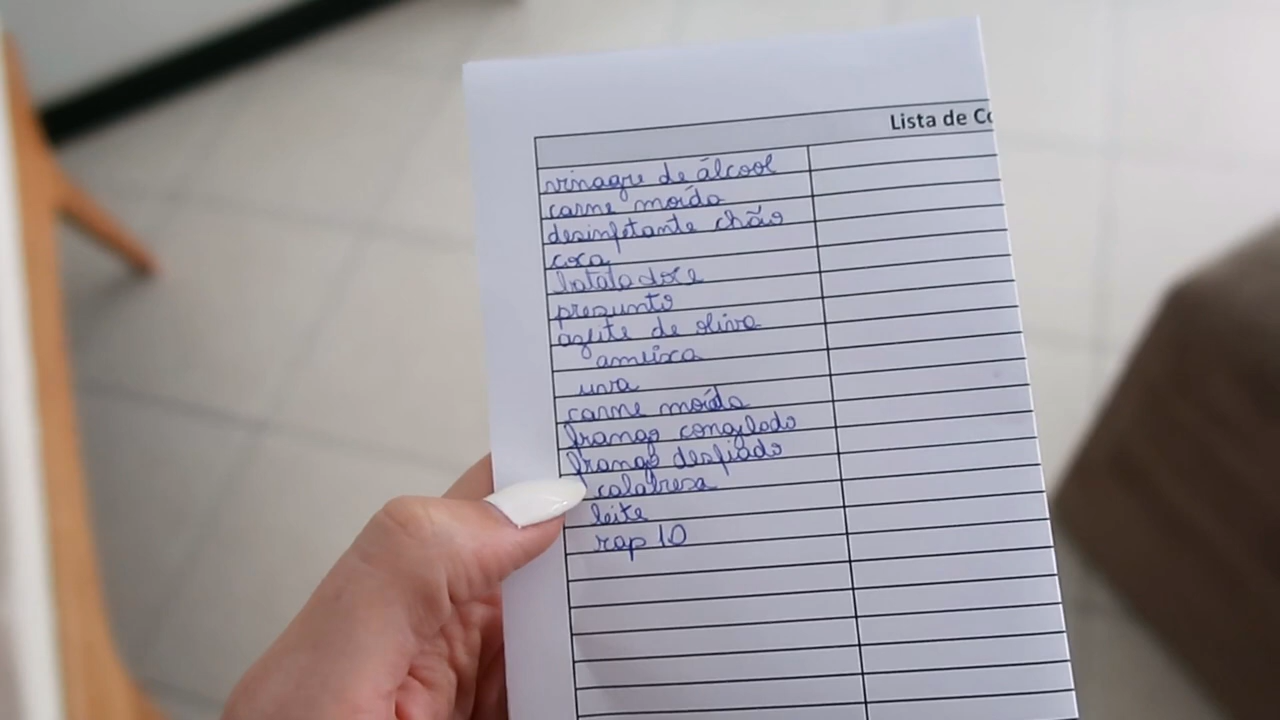 Lista de Co
vinagre de álcool
carne moída
desinfetante chão
coca
batata doce
presunto
azeite de oliva
ameixa
uva
carne moída
frango congelado
frango desfiado
calabresa
leite
rap 10